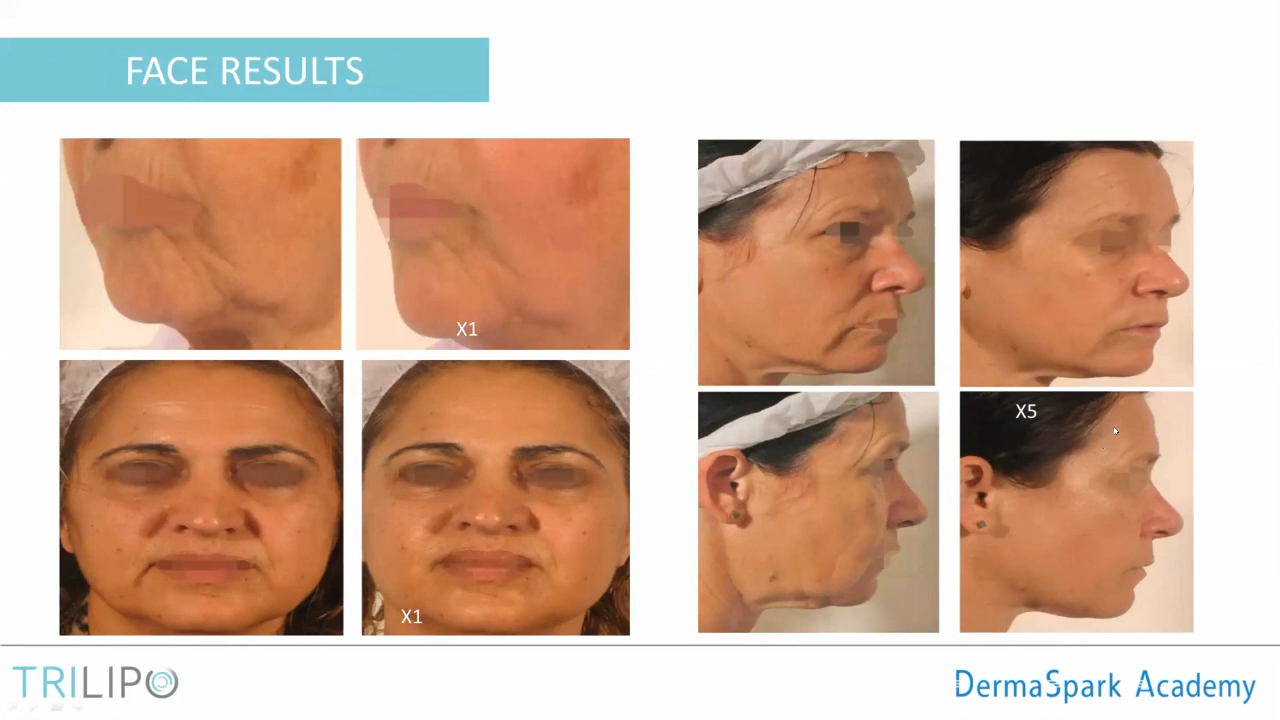 FACE RESULTS
X1
X5
X1
TRILIPO
DermaSpark Academy